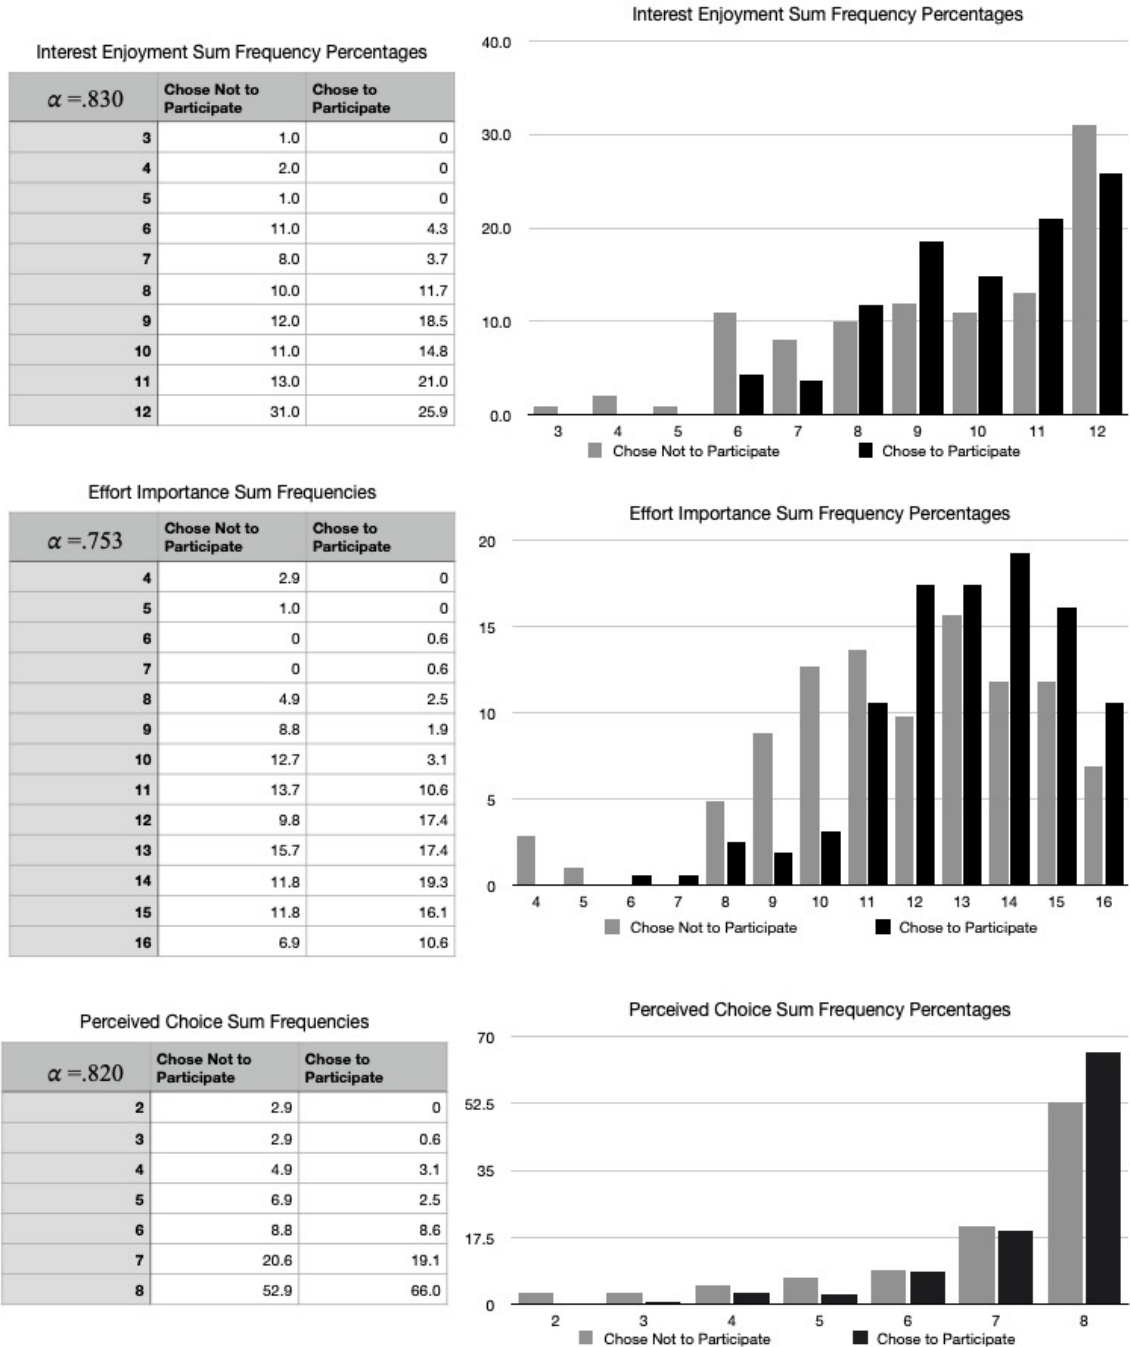 Interest Enjoyment Sum Frequency Percentages
α =.830 Chose Not to Participate Chose to Participate
3 1.0 0
4 2.0 0
5 1.0 0
6 11.0 4.3
7 8.0 3.7
8 10.0 11.7
9 12.0 18.5
10 11.0 14.8
11 13.0 21.0
12 31.0 25.9
Interest Enjoyment Sum Frequency Percentages
40.0
30.0
20.0
10.0
0.0
3 4 5 6 7 8 9 10 11 12
Chose Not to Participate Chose to Participate
Effort Importance Sum Frequencies
α =.753 Chose Not to Participate Chose to Participate
4 2.9 0
5 1.0 0
6 0 0.6
7 0 0.6
8 4.9 2.5
9 8.8 1.9
10 12.7 3.1
11 13.7 10.6
12 9.8 17.4
13 15.7 17.4
14 11.8 19.3
15 11.8 16.1
16 6.9 10.6
Effort Importance Sum Frequency Percentages
20
15
10
5
0
4 5 6 7 8 9 10 11 12 13 14 15 16
Chose Not to Participate Chose to Participate
Perceived Choice Sum Frequencies
α =.820 Chose Not to Participate Chose to Participate
2 2.9 0
3 2.9 0.6
4 4.9 3.1
5 6.9 2.5
6 8.8 8.6
7 20.6 19.1
8 52.9 66.0
Perceived Choice Sum Frequency Percentages
70
52.5
35
17.5
0
2 3 4 5 6 7 8
Chose Not to Participate Chose to Participate